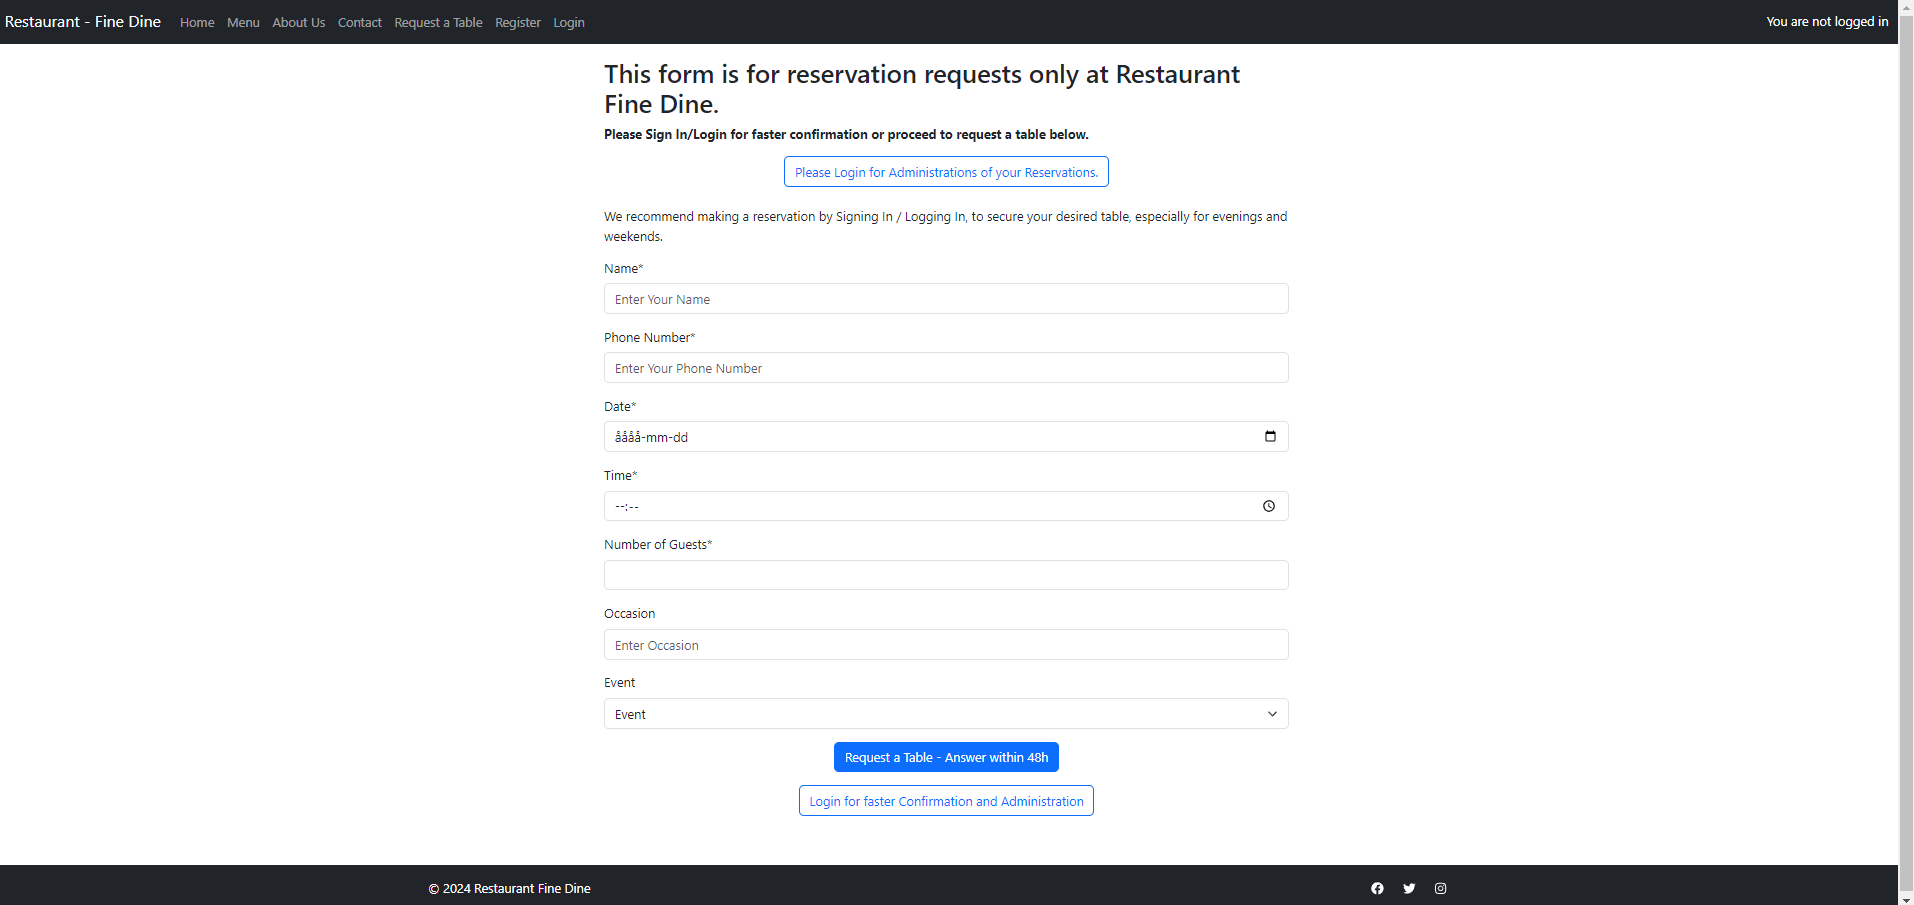 Restaurant - Fine Dine Home Menu About Us Contact Request a Table Register Login You are not logged in
This form is for reservation requests only at Restaurant
Fine Dine.
Please Sign In/Login for faster confirmation or proceed to request a table below.
Please Login for Administrations of your Reservations.
We recommend making a reservation by Signing In / Logging In, to secure your desired table, especially for evenings and
weekends.
Name*
Enter Your Name
Phone Number*
Enter Your Phone Number
Date*
åååå-mm-dd
Time*
--:--
Number of Guests*
Occasion
Enter Occasion
Event
Event
Request a Table - Answer within 48h
Login for faster Confirmation and Administration
© 2024 Restaurant Fine Dine